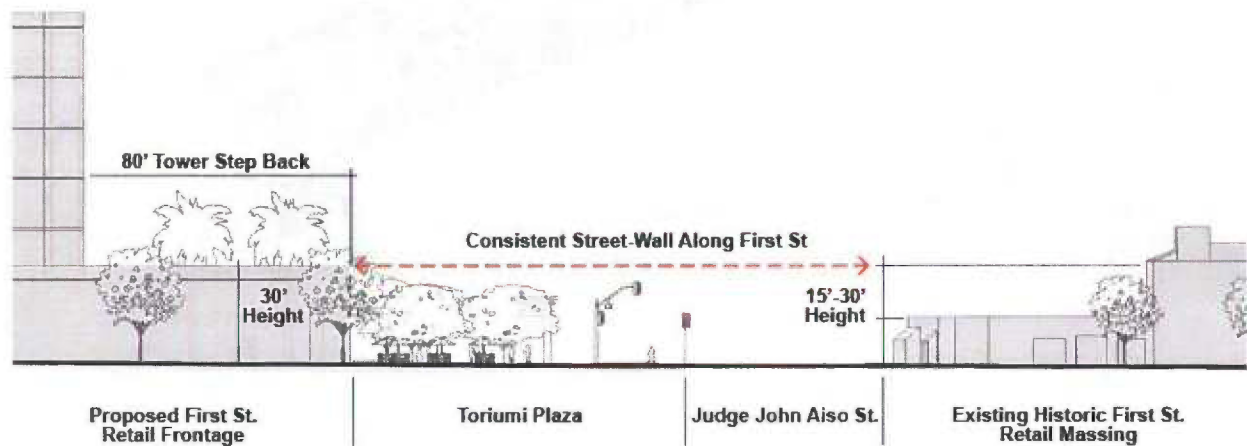 80' Tower Step Back
Consistent Street-Wall Along First St
30'
Height
15'-30'
Height
Proposed First St.
Retail Frontage
Toriumi Plaza
Judge John Aiso St.
Existing Historic First St.
Retail Massing